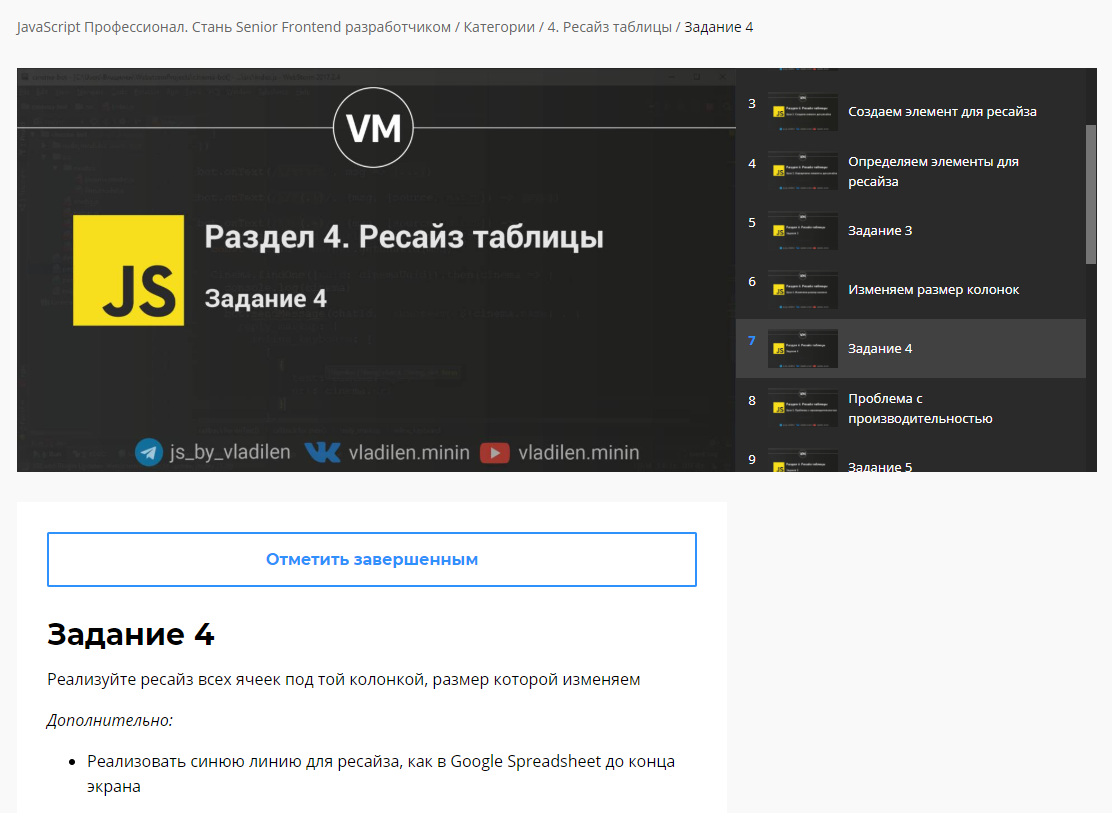 JavaScript Профессионал. Стань Senior Frontend разработчиком / Категории / 4. Ресайз таблицы / Задание 4
VM
JS
Раздел 4. Ресайз таблицы
Задание 4
js_by_vladilen
vladilen.minin
vladilen.minin
3
Создаем элемент для ресайза
4
Определяем элементы для
ресайза
5
Задание 3
6
Изменяем размер колонок
7
Задание 4
8
Проблема с
производительностью
9
Задание 5
Отметить завершенным
Задание 4
Реализуйте ресайз всех ячеек под той колонкой, размер которой изменяем
Дополнительно:
Реализовать синюю линию для ресайза, как в Google Spreadsheet до конца
экрана